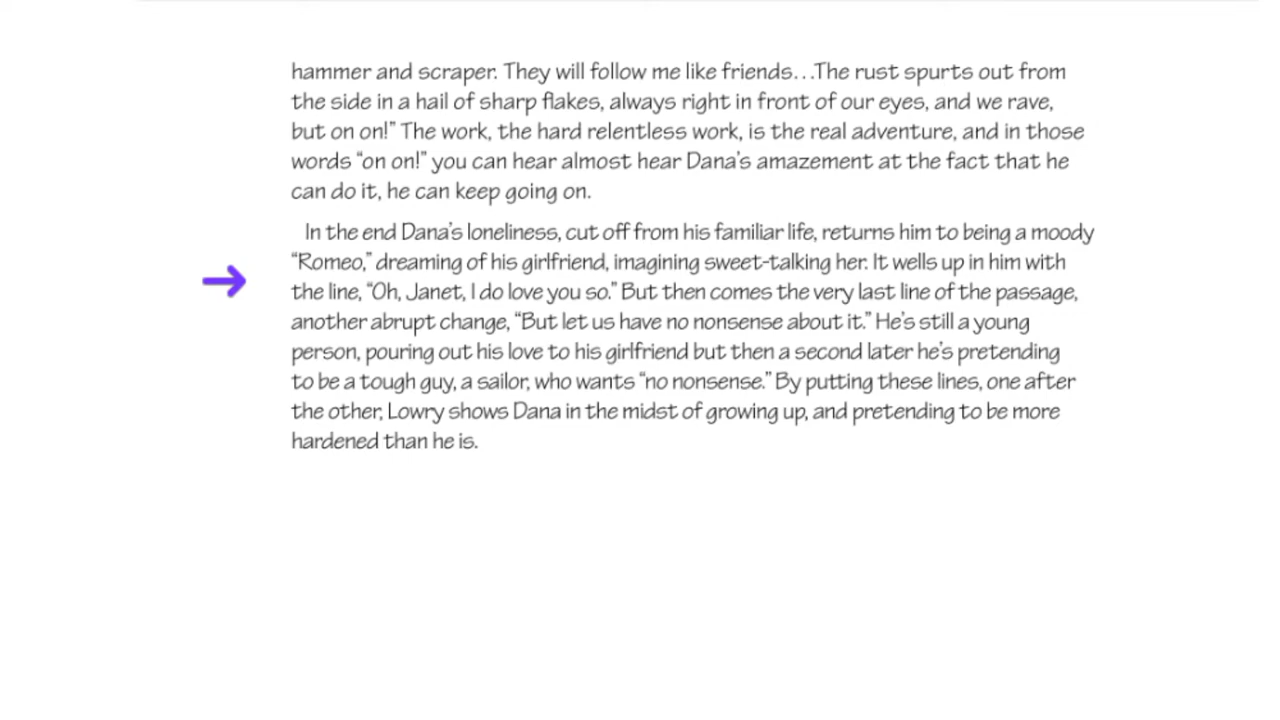 hammer and scraper. They will follow me like friends…The rust spurts out from
the side in a hail of sharp flakes, always right in front of our eyes, and we rave,
but on on!” The work, the hard relentless work, is the real adventure, and in those
words “on on!” you can hear almost hear Dana’s amazement at the fact that he
can do it, he can keep going on.
In the end Dana’s loneliness, cut off from his familiar life, returns him to being a moody
“Romeo,” dreaming of his girlfriend, imagining sweet-talking her. It wells up in him with
the line, “Oh, Janet, I do love you so.” But then comes the very last line of the passage,
another abrupt change, “But let us have no nonsense about it.” He’s still a young
person, pouring out his love to his girlfriend but then a second later he’s pretending
to be a tough guy, a sailor, who wants “no nonsense.” By putting these lines, one after
the other, Lowry shows Dana in the midst of growing up, and pretending to be more
hardened than he is.